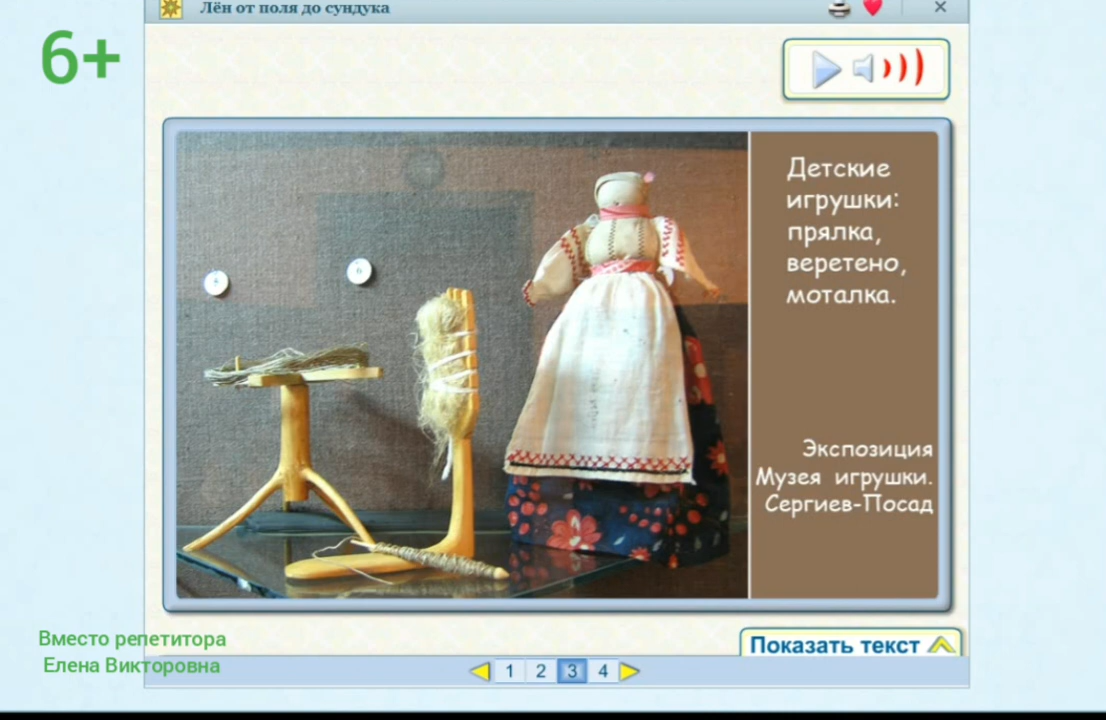 Лён от поля до сундука
6+
Детские
игрушки:
прялка,
веретено,
моталка.
Экспозиция
Музея игрушки.
Сергиев-Посад
Показать текст
Вместо репетитора
Елена Викторовна
1 2 3 4